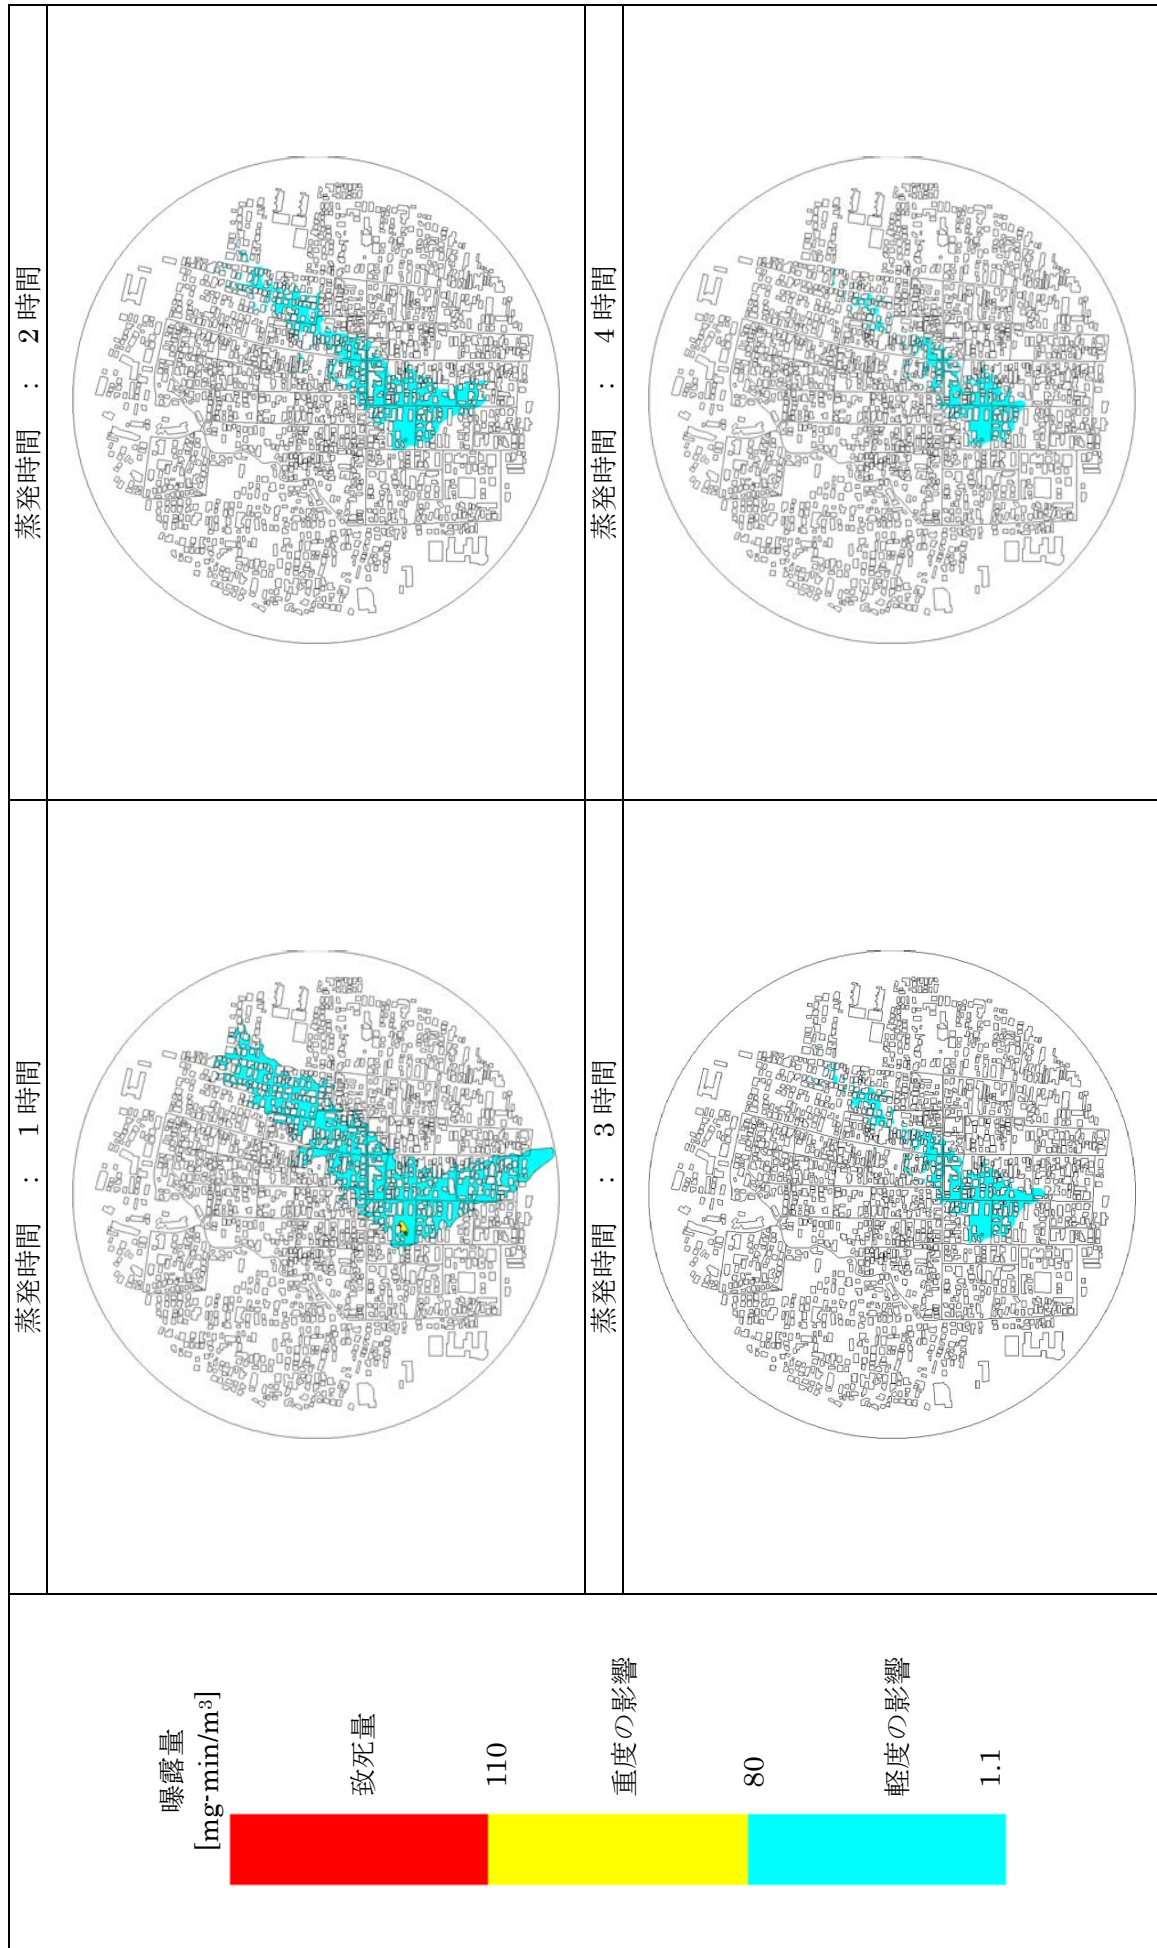 曝露量
[mg-min/m³]
致死量
110
重度の影響
80
軽度の影響
1.1
蒸発時間 : 1 時間
蒸発時間 : 3 時間
蒸発時間 : 2 時間
蒸発時間 : 4 時間